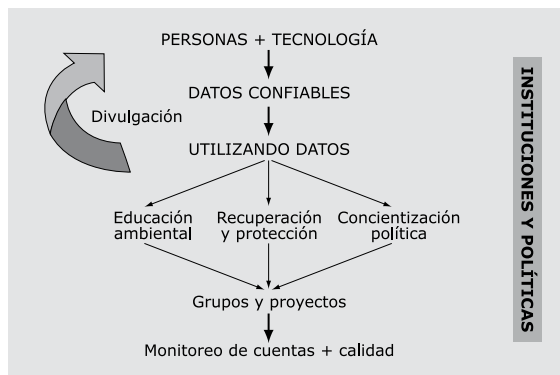 PERSONAS + TECNOLOGÍA
DATOS CONFIABLES
Divulgación
UTILIZANDO DATOS
Educación
ambiental
Recuperación
y protección
Concientización
política
Grupos y proyectos
Monitoreo de cuentas + calidad
INSTITUCIONES Y POLÍTICAS